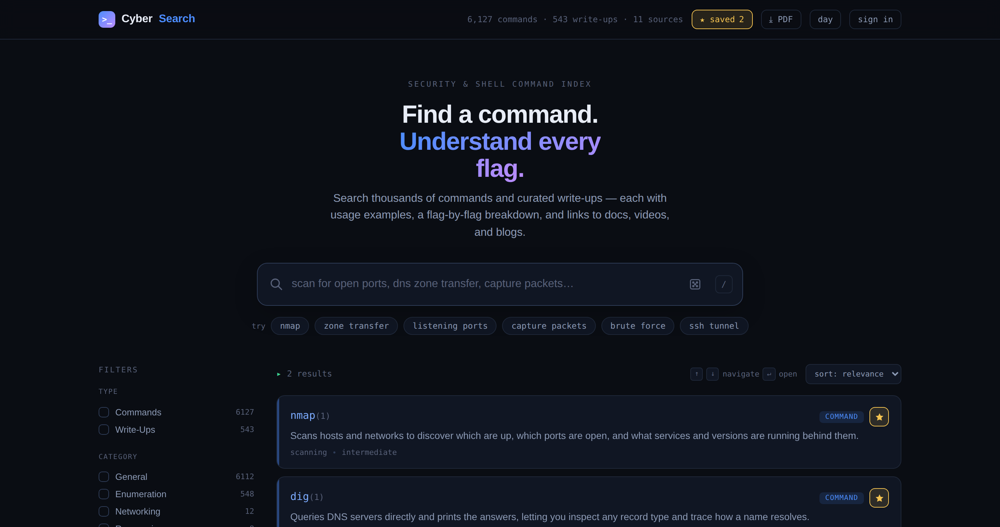 >_ Cyber Search
6,127 commands · 543 write-ups · 11 sources
★ saved 2
⤓ PDF
day
sign in
SECURITY & SHELL COMMAND INDEX
Find a command.
Understand every
flag.
Search thousands of commands and curated write-ups — each with
usage examples, a flag-by-flag breakdown, and links to docs, videos,
and blogs.
scan for open ports, dns zone transfer, capture packets…
/
try nmap zone transfer listening ports capture packets brute force ssh tunnel
FILTERS
TYPE
Commands 6127
Write-Ups 543
CATEGORY
General 6112
Enumeration 548
Networking 12
▸ 2 results
↑ ↓ navigate ↵ open
sort: relevance
nmap(1)
COMMAND
Scans hosts and networks to discover which are up, which ports are open, and what services and versions are running behind them.
scanning • intermediate
dig(1)
COMMAND
Queries DNS servers directly and prints the answers, letting you inspect any record type and trace how a name resolves.